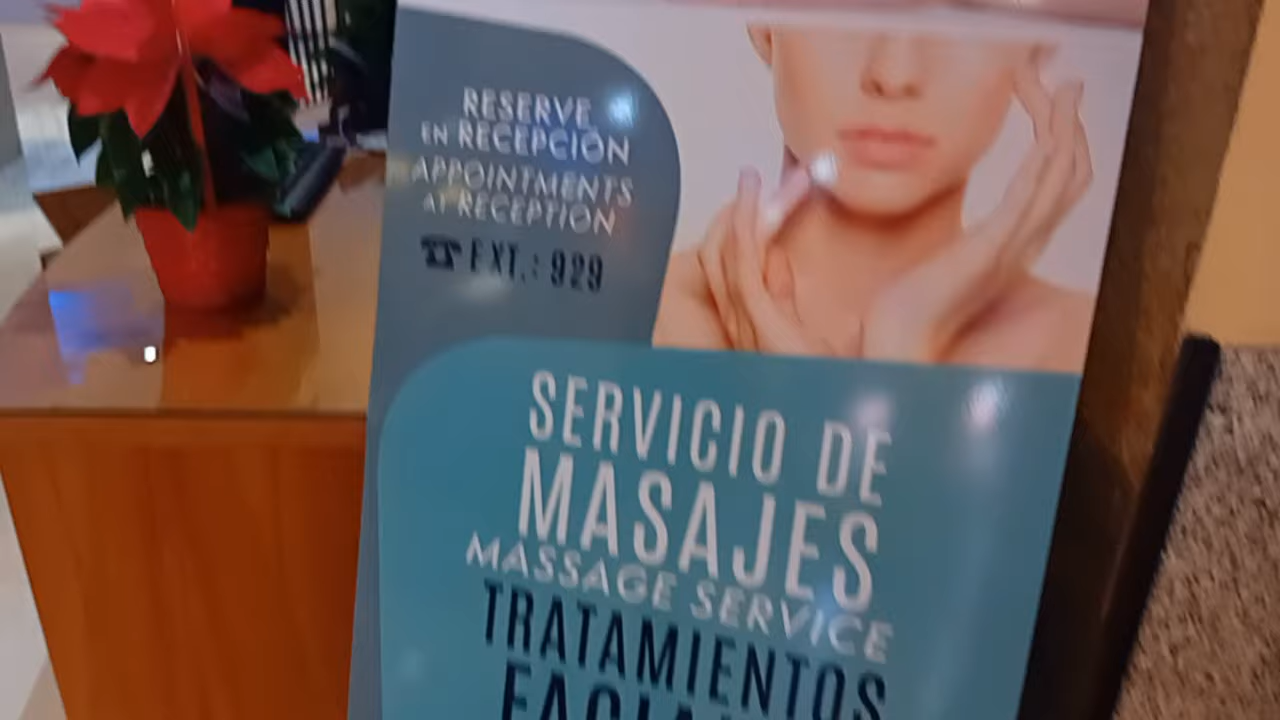 RESERVE
EN RECEPCIÓN
APPOINTMENTS
AT RECEPTION
☎ EXT.: 929
SERVICIO DE
MASAJES
MASSAGE SERVICE
TRATAMIENTOS